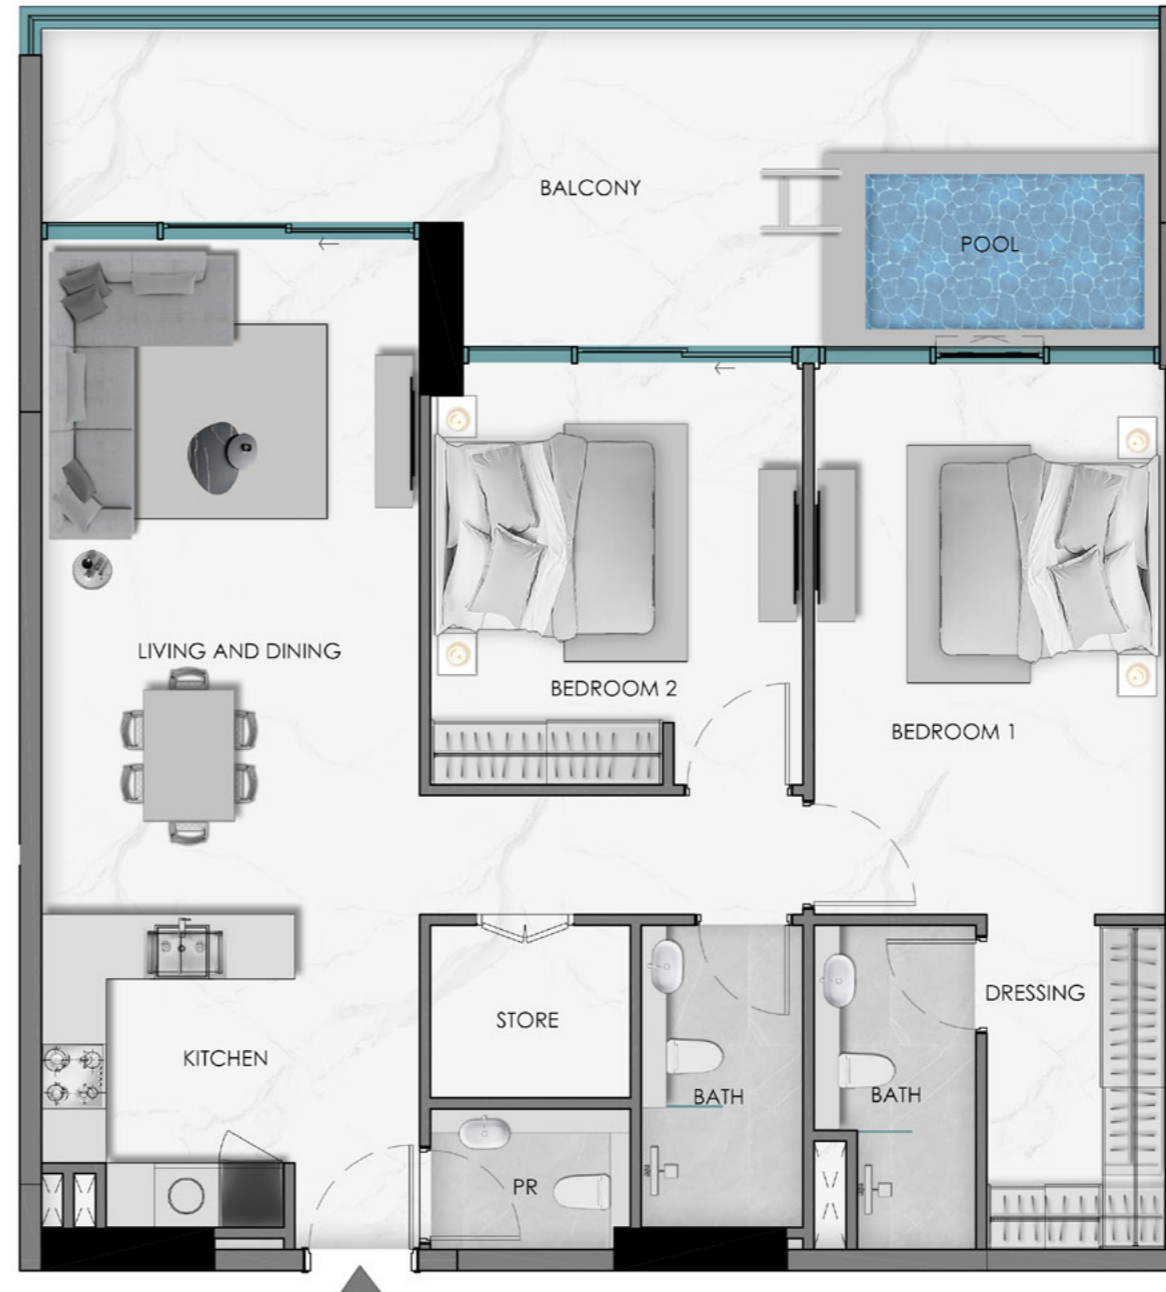 BALCONY
POOL
LIVING AND DINING
BEDROOM 2
BEDROOM 1
DRESSING
STORE
KITCHEN
BATH
BATH
PR